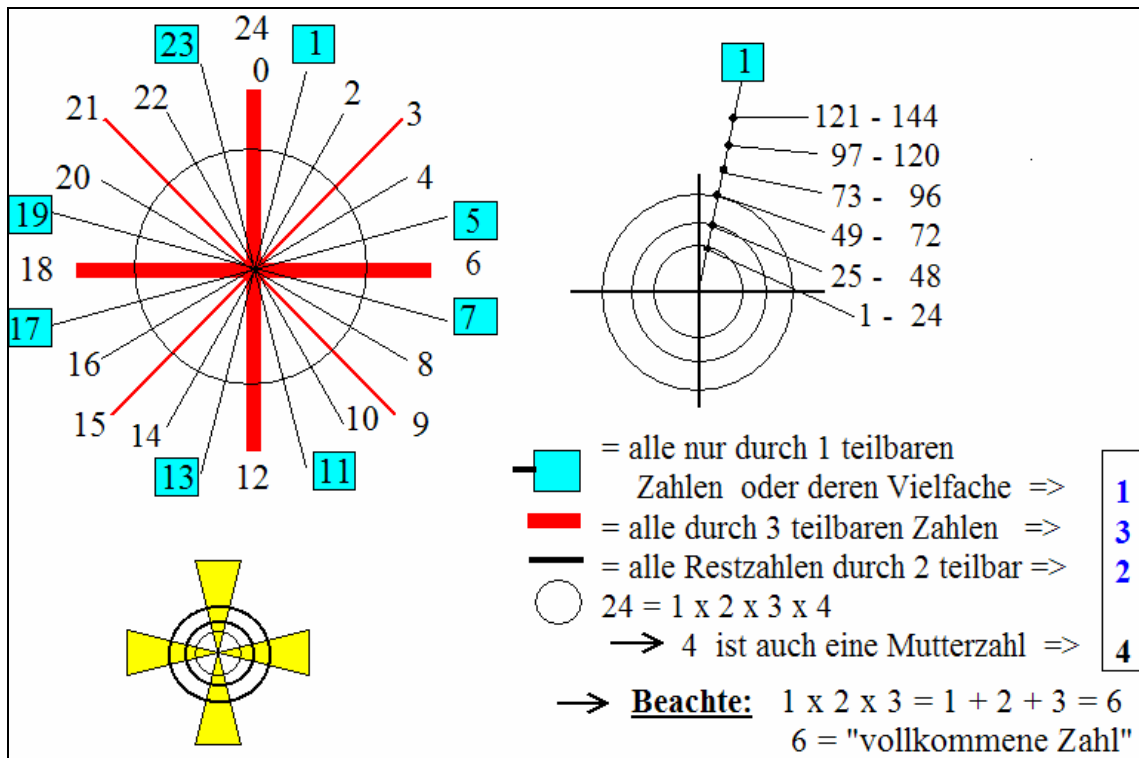 24
23
1
0
22
2
21
3
20
4
19
5
18
6
17
7
16
8
15
9
14
10
13
11
12
1
121 - 144
97 - 120
73 - 96
49 - 72
25 - 48
1 - 24
= alle nur durch 1 teilbaren
Zahlen oder deren Vielfache => 1
= alle durch 3 teilbaren Zahlen => 3
= alle Restzahlen durch 2 teilbar => 2
24 = 1 x 2 x 3 x 4
→ 4 ist auch eine Mutterzahl => 4
→ Beachte: 1 x 2 x 3 = 1 + 2 + 3 = 6
6 = "vollkommene Zahl"